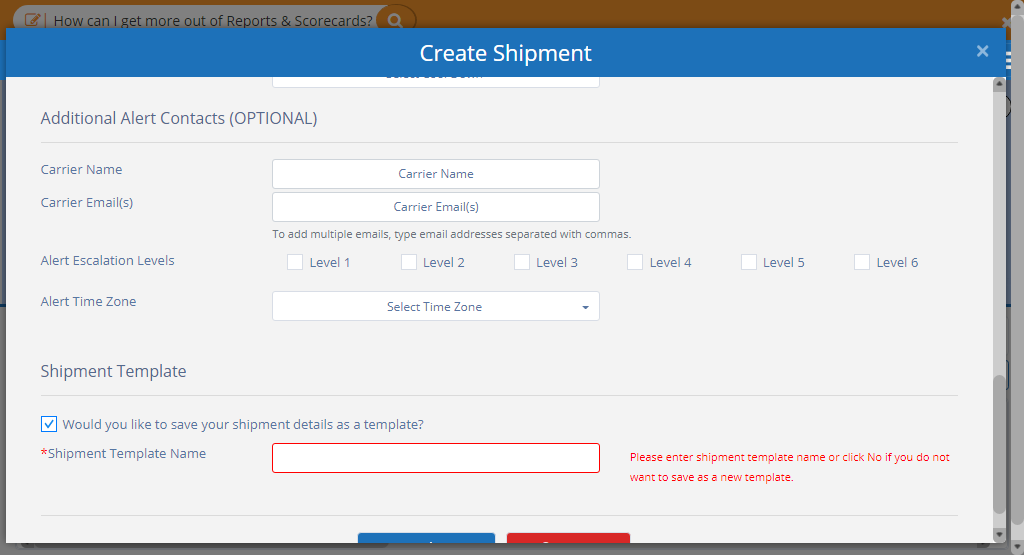 How can I get more out of Reports & Scorecards?
Create Shipment
Additional Alert Contacts (OPTIONAL)
Carrier Name
Carrier Name
Carrier Email(s)
Carrier Email(s)
To add multiple emails, type email addresses separated with commas.
Alert Escalation Levels
Level 1
Level 2
Level 3
Level 4
Level 5
Level 6
Alert Time Zone
Select Time Zone
Shipment Template
Would you like to save your shipment details as a template?
*Shipment Template Name
Please enter shipment template name or click No if you do not
want to save as a new template.